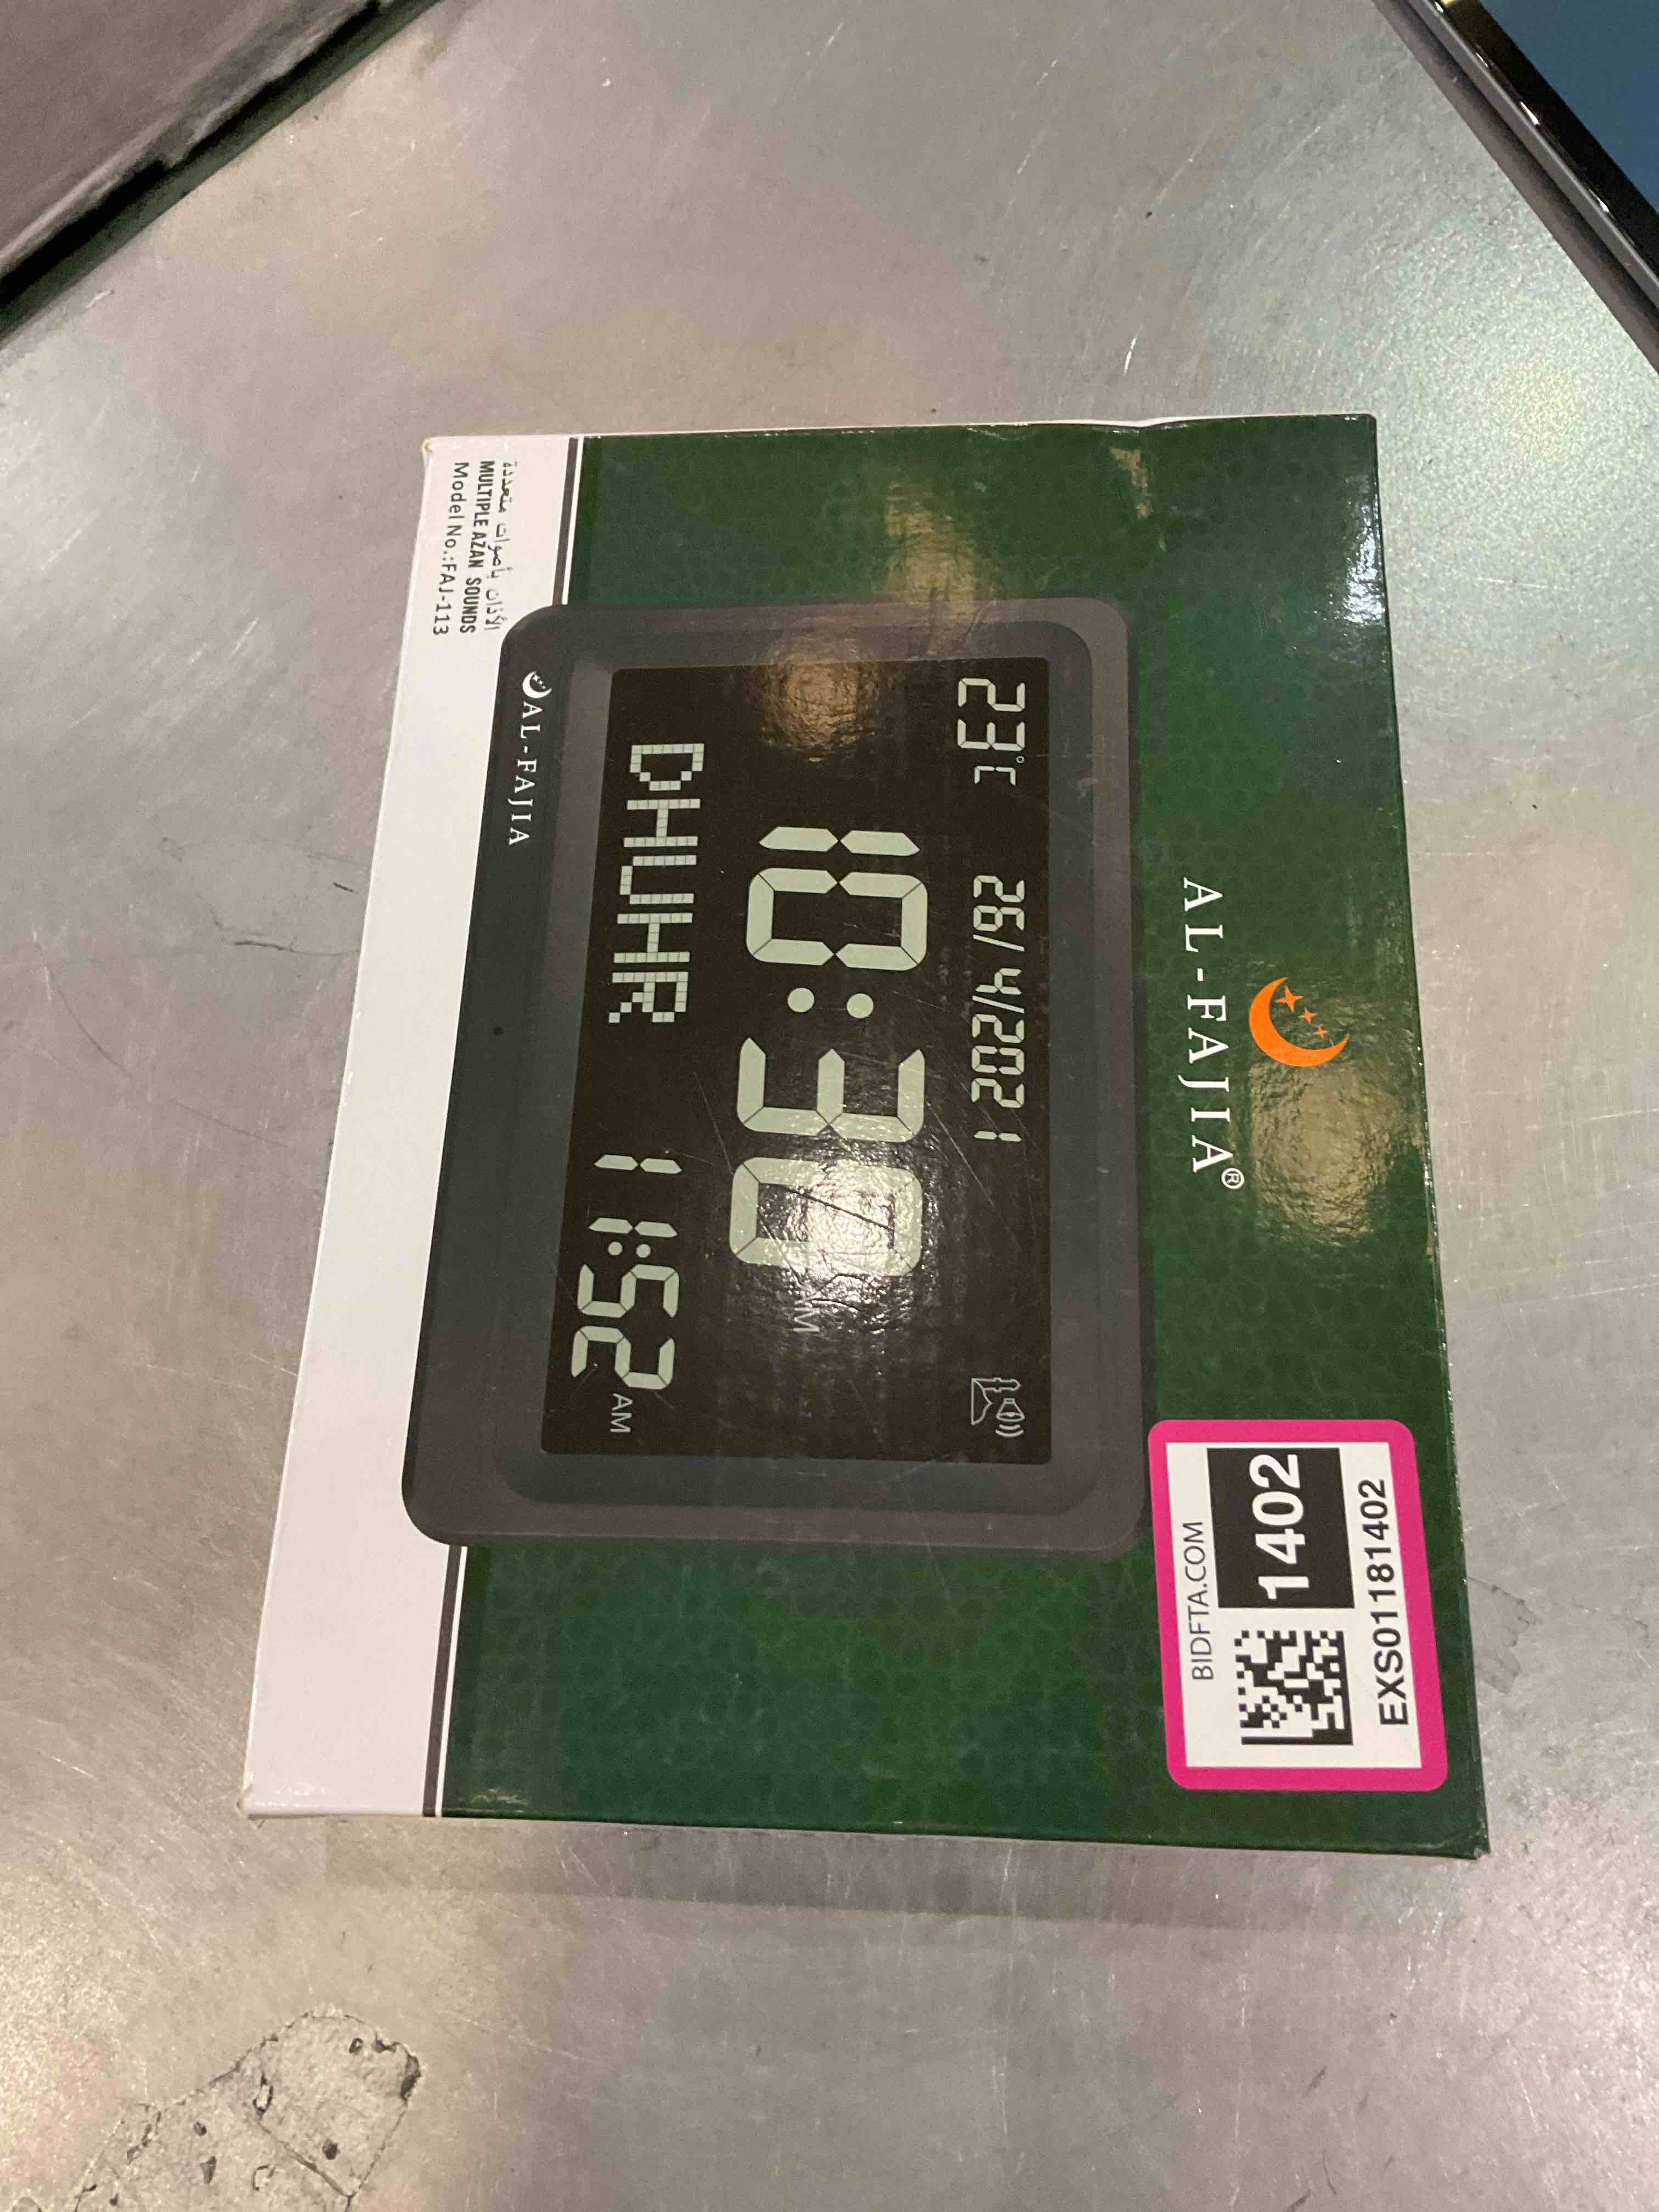 AL-FAJIA®
23°C
26/4/2021
10:30
DHUHR
11:52 AM
AL-FAJIA
الأذان بأصوات متعددة
MULTIPLE AZAN SOUNDS
Model No.:FAJ-113
BIDFTA.COM
1402
EXS01181402